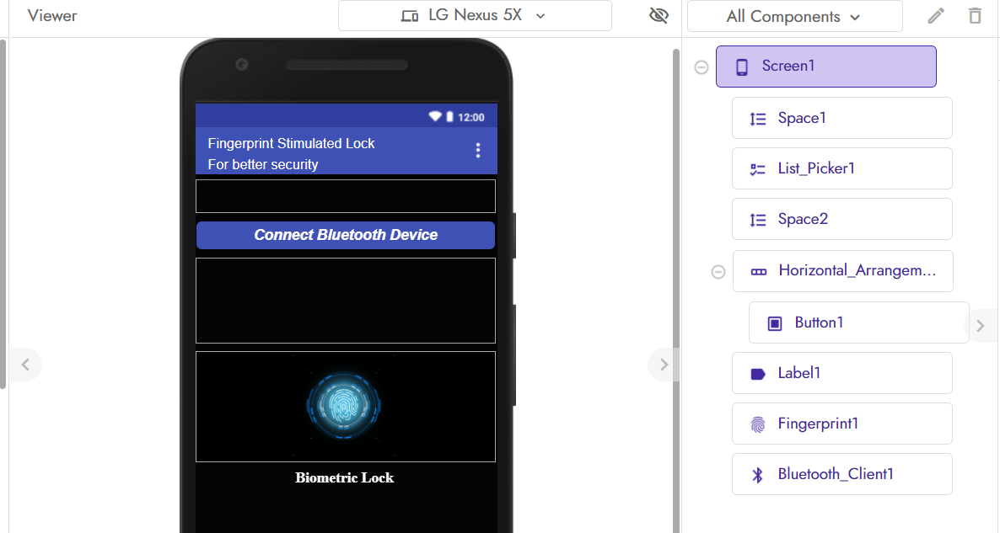 Viewer
LG Nexus 5X
All Components
12:00
Fingerprint Stimulated Lock
For better security
Connect Bluetooth Device
Biometric Lock
Screen1
Space1
List_Picker1
Space2
Horizontal_Arrangem...
Button1
Label1
Fingerprint1
Bluetooth_Client1